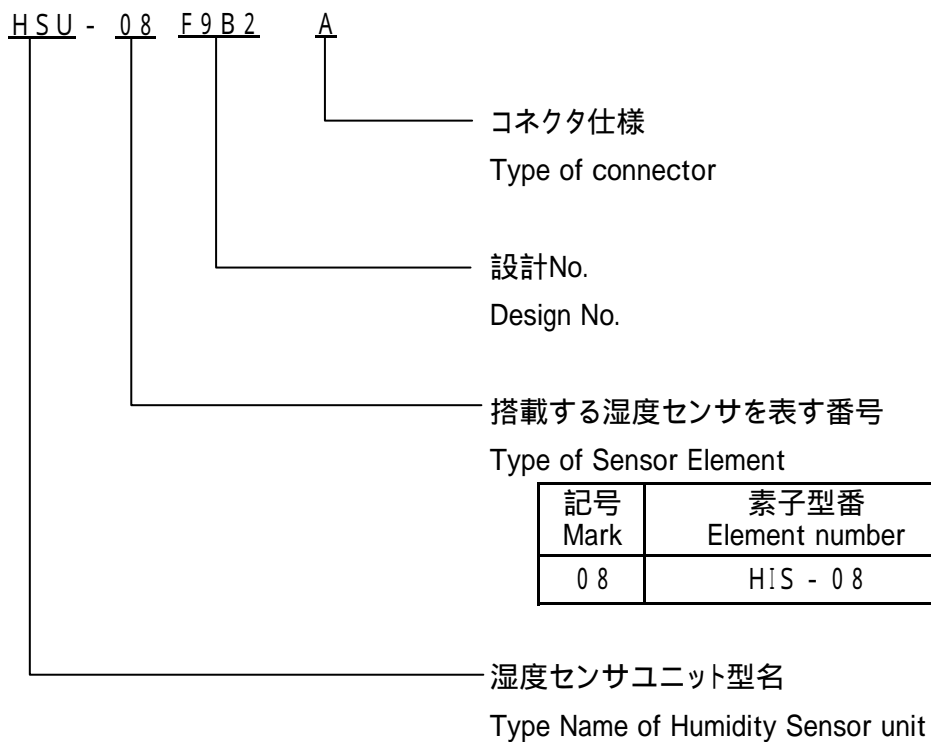 HSU-08 F9B2 A
コネクタ仕様
Type of connector
設計No.
Design No.
搭載する湿度センサを表す番号
Type of Sensor Element
記号 素子型番
Mark Element number
08 HIS-08
湿度センサユニット型名
Type Name of Humidity Sensor unit